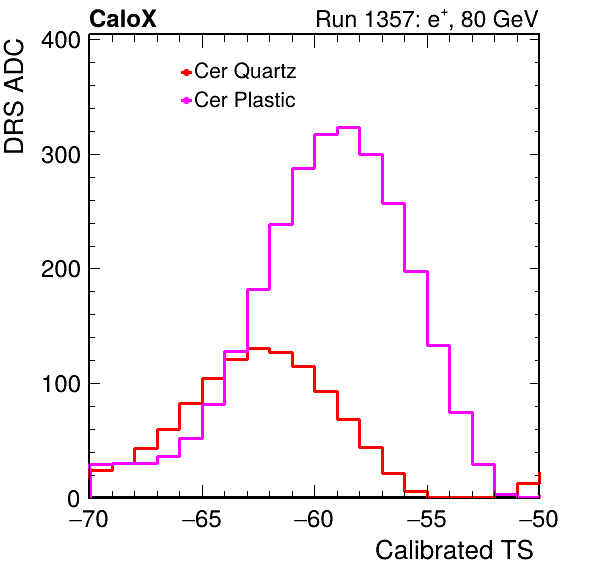 CaloX Run 1357: e⁺, 80 GeV
DRS ADC
Cer Quartz
Cer Plastic
400
300
200
100
0
−70 −65 −60 −55 −50
Calibrated TS